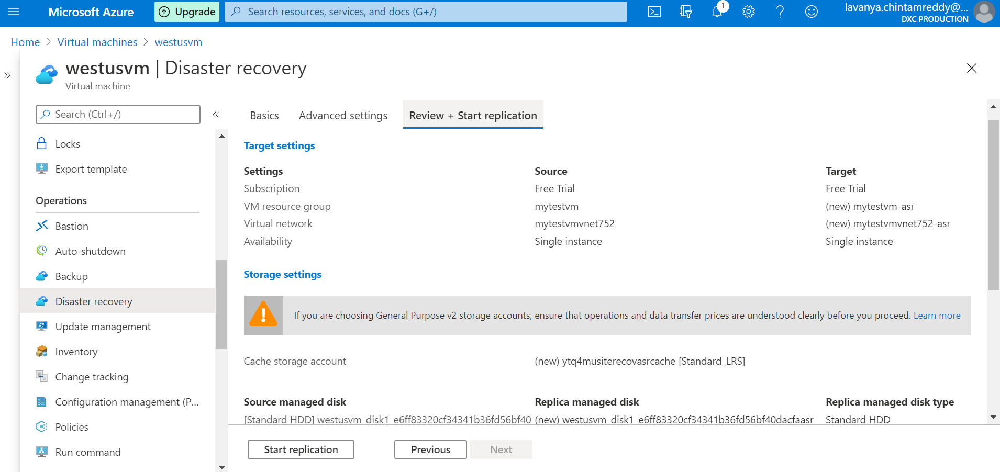 Microsoft Azure
Upgrade
Search resources, services, and docs (G+/)
1
lavanya.chintamreddy@...
DXC PRODUCTION
Home > Virtual machines > westusvm
westusvm | Disaster recovery
Virtual machine
Search (Ctrl+/)
Locks
Export template
Operations
Bastion
Auto-shutdown
Backup
Disaster recovery
Update management
Inventory
Change tracking
Configuration management (P...
Policies
Run command
Basics Advanced settings Review + Start replication
Target settings
Settings Source Target
Subscription Free Trial Free Trial
VM resource group mytestvm (new) mytestvm-asr
Virtual network mytestvmvnet752 (new) mytestvmvnet752-asr
Availability Single instance Single instance
Storage settings
If you are choosing General Purpose v2 storage accounts, ensure that operations and data transfer prices are understood clearly before you proceed. Learn more
Cache storage account (new) ytq4musiterecovasrcache [Standard_LRS]
Source managed disk Replica managed disk Replica managed disk type
[Standard HDD] westusvm_disk1_e6ff83320cf34341b36fd56bf40 (new) westusvm_disk1_e6ff83320cf34341b36fd56bf40dacfaasr Standard HDD
Start replication Previous Next